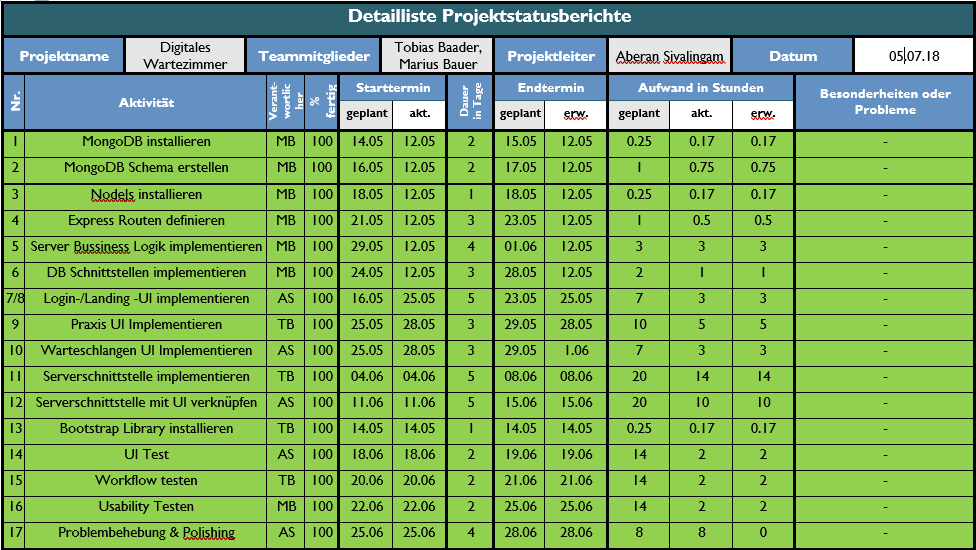 Detailliste Projektstatusberichte
Projektname Digitales Wartezimmer Teammitglieder Tobias Baader, Marius Bauer Projektleiter Aberan Sivalingam Datum 05.07.18
Nr. Aktivität Verant-wortlicher % fertig Starttermin Dauer in Tage Endtermin Aufwand in Stunden Besonderheiten oder Probleme
geplant akt. geplant erw. geplant akt. erw.
1 MongoDB installieren MB 100 14.05 12.05 2 15.05 12.05 0.25 0.17 0.17 -
2 MongoDB Schema erstellen MB 100 16.05 12.05 2 17.05 12.05 1 0.75 0.75 -
3 NodeJs installieren MB 100 18.05 12.05 1 18.05 12.05 0.25 0.17 0.17 -
4 Express Routen definieren MB 100 21.05 12.05 3 23.05 12.05 1 0.5 0.5 -
5 Server Bussiness Logik implementieren MB 100 29.05 12.05 4 01.06 12.05 3 3 3 -
6 DB Schnittstellen implementieren MB 100 24.05 12.05 3 28.05 12.05 2 1 1 -
7/8 Login-/Landing -UI implementieren AS 100 16.05 25.05 5 23.05 25.05 7 3 3 -
9 Praxis UI Implementieren TB 100 25.05 28.05 3 29.05 28.05 10 5 5 -
10 Warteschlangen UI Implementieren AS 100 25.05 28.05 3 29.05 1.06 7 3 3 -
11 Serverschnittstelle implementieren TB 100 04.06 04.06 5 08.06 08.06 20 14 14 -
12 Serverschnittstelle mit UI verknüpfen AS 100 11.06 11.06 5 15.06 15.06 20 10 10 -
13 Bootstrap Library installieren TB 100 14.05 14.05 1 14.05 14.05 0.25 0.17 0.17 -
14 UI Test AS 100 18.06 18.06 2 19.06 19.06 14 2 2 -
15 Workflow testen TB 100 20.06 20.06 2 21.06 21.06 14 2 2 -
16 Usability Testen MB 100 22.06 22.06 2 25.06 25.06 14 2 2 -
17 Problembehebung & Polishing AS 100 25.06 25.06 4 28.06 28.06 8 8 0 -